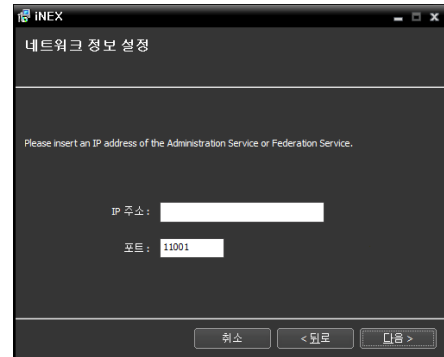 iNEX
네트워크 정보 설정
Please insert an IP address of the Administration Service or Federation Service.
IP 주소 :
포트 : 11001
취소 < 뒤로 다음 >